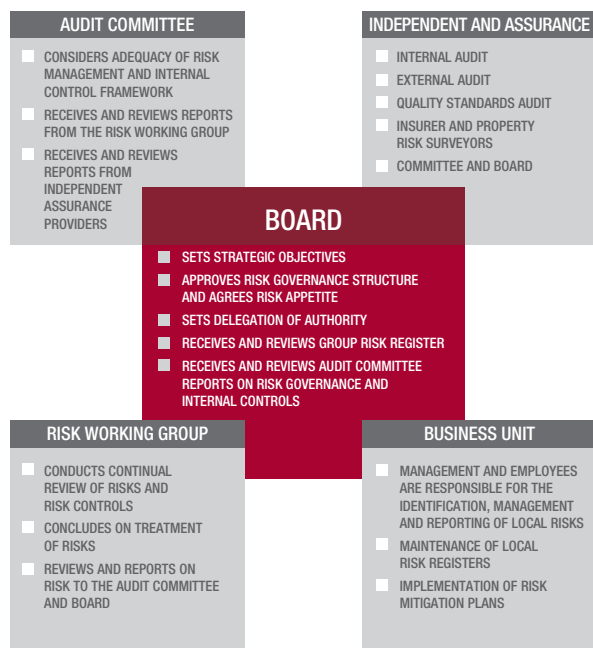 AUDIT COMMITTEE
CONSIDERS ADEQUACY OF RISK
MANAGEMENT AND INTERNAL
CONTROL FRAMEWORK
RECEIVES AND REVIEWS REPORTS
FROM THE RISK WORKING GROUP
RECEIVES AND REVIEWS
REPORTS FROM
INDEPENDENT
ASSURANCE
PROVIDERS
INDEPENDENT AND ASSURANCE
INTERNAL AUDIT
EXTERNAL AUDIT
QUALITY STANDARDS AUDIT
INSURER AND PROPERTY
RISK SURVEYORS
COMMITTEE AND BOARD
BOARD
SETS STRATEGIC OBJECTIVES
APPROVES RISK GOVERNANCE STRUCTURE
AND AGREES RISK APPETITE
SETS DELEGATION OF AUTHORITY
RECEIVES AND REVIEWS GROUP RISK REGISTER
RECEIVES AND REVIEWS AUDIT COMMITTEE
REPORTS ON RISK GOVERNANCE AND
INTERNAL CONTROLS
RISK WORKING GROUP
CONDUCTS CONTINUAL
REVIEW OF RISKS AND
RISK CONTROLS
CONCLUDES ON TREATMENT
OF RISKS
REVIEWS AND REPORTS ON
RISK TO THE AUDIT COMMITTEE
AND BOARD
BUSINESS UNIT
MANAGEMENT AND EMPLOYEES
ARE RESPONSIBLE FOR THE
IDENTIFICATION, MANAGEMENT
AND REPORTING OF LOCAL RISKS
MAINTENANCE OF LOCAL
RISK REGISTERS
IMPLEMENTATION OF RISK
MITIGATION PLANS